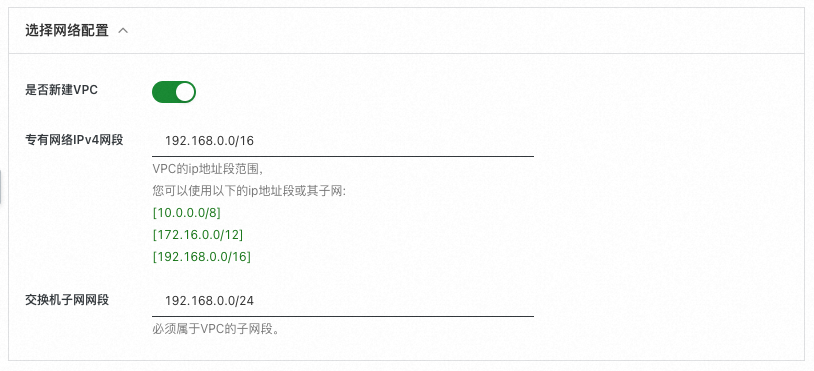 选择网络配置
是否新建VPC
专有网络IPv4网段
192.168.0.0/16
VPC的ip地址段范围，
您可以使用以下的ip地址段或其子网:
[10.0.0.0/8]
[172.16.0.0/12]
[192.168.0.0/16]
交换机子网网段
192.168.0.0/24
必须属于VPC的子网段。